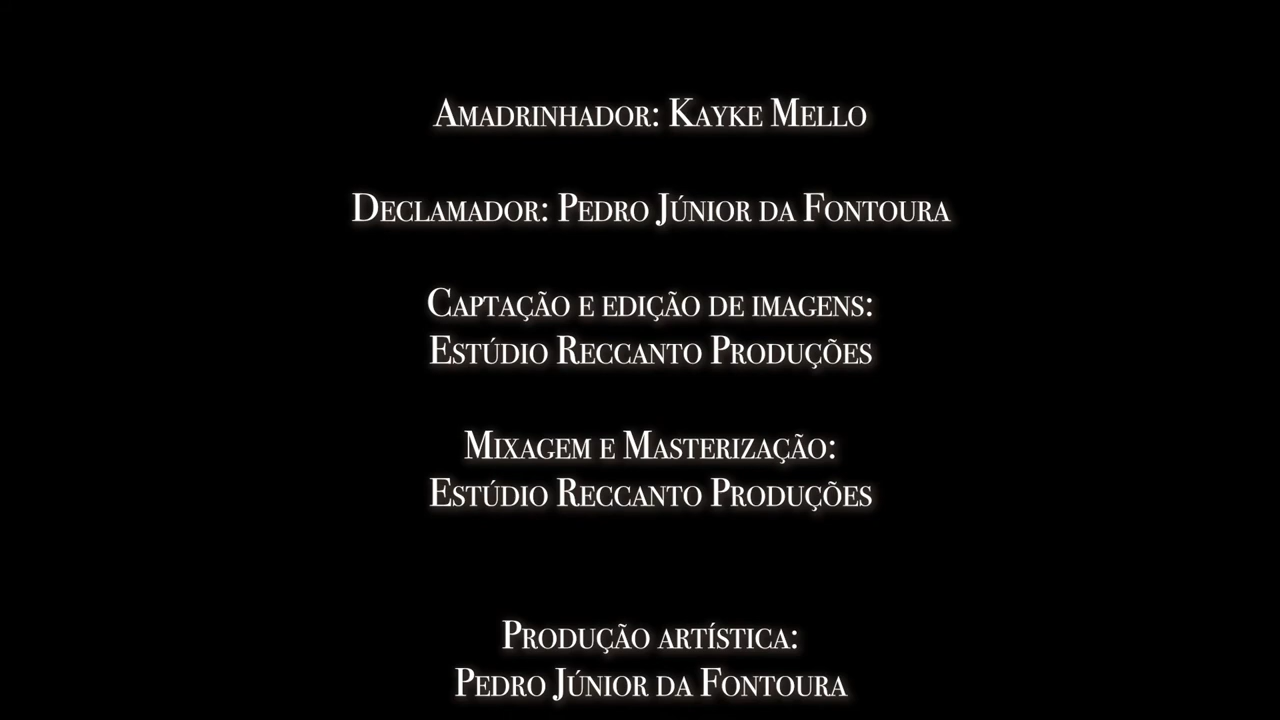 Amadrinhador: Kayke Mello
Declamador: Pedro Júnior da Fontoura
Captação e edição de imagens:
Estúdio Reccanto Produções
Mixagem e Masterização:
Estúdio Reccanto Produções
Produção artística:
Pedro Júnior da Fontoura